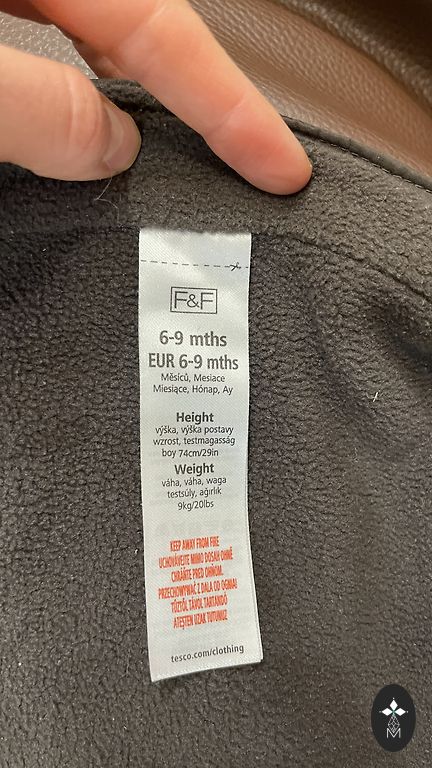 F&F
6-9 mths
EUR 6-9 mths
Měsíců, Mesiace
Miesiące, Hónap, Ay
Height
výška, výška postavy
wzrost, testmagasság
boy 74cm/29in
Weight
váha, váha, waga
testsúly, ağırlık
9kg/20lbs
KEEP AWAY FROM FIRE
UCHOVÁVEJTE MIMO DOSAH OHNĚ
CHRÁŇTE PRED OHŇOM.
PRZECHOWYWAĆ Z DALA OD OGNIA!
TŰZTŐL TÁVOL TARTANDÓ
ATEŞTEN UZAK TUTUNUZ
tesco.com/clothing
M